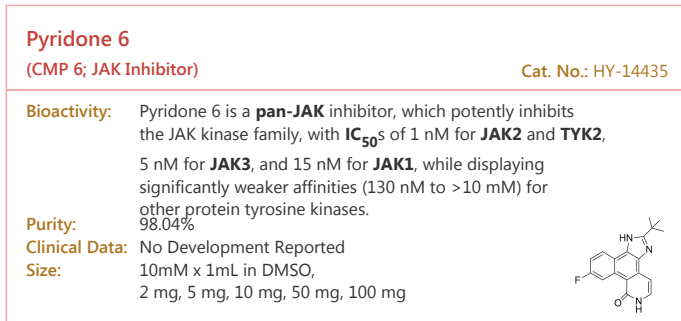 Pyridone 6
(CMP 6; JAK Inhibitor)
Cat. No.: HY-14435
Bioactivity: Pyridone 6 is a pan-JAK inhibitor, which potently inhibits
the JAK kinase family, with IC50s of 1 nM for JAK2 and TYK2,
5 nM for JAK3, and 15 nM for JAK1, while displaying
significantly weaker affinities (130 nM to >10 mM) for
other protein tyrosine kinases.
Purity: 98.04%
Clinical Data: No Development Reported
Size: 10mM x 1mL in DMSO,
2 mg, 5 mg, 10 mg, 50 mg, 100 mg
HN
N
F
O
N
H